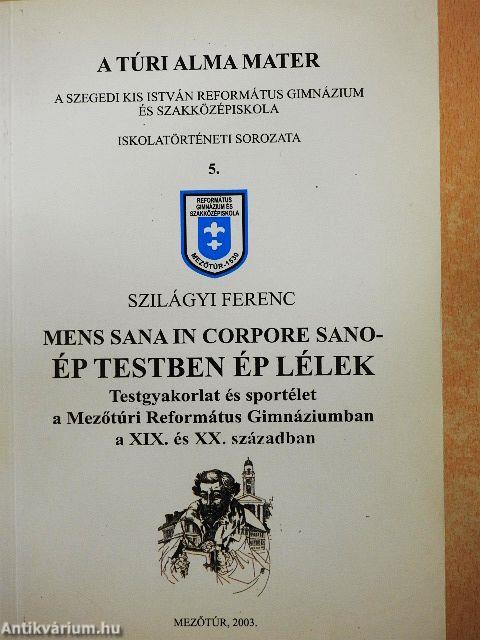 A TÚRI ALMA MATER
A SZEGEDI KIS ISTVÁN REFORMÁTUS GIMNÁZIUM
ÉS SZAKKÖZÉPISKOLA
ISKOLATÖRTÉNETI SOROZATA
5.
REFORMÁTUS
GIMNÁZIUM ÉS
SZAKKÖZÉPISKOLA
MEZŐTÚR-1530
SZILÁGYI FERENC
MENS SANA IN CORPORE SANO-
ÉP TESTBEN ÉP LÉLEK
Testgyakorlat és sportélet
a Mezőtúri Református Gimnáziumban
a XIX. és XX. században
MEZŐTÚR, 2003.
Antikvárium.hu